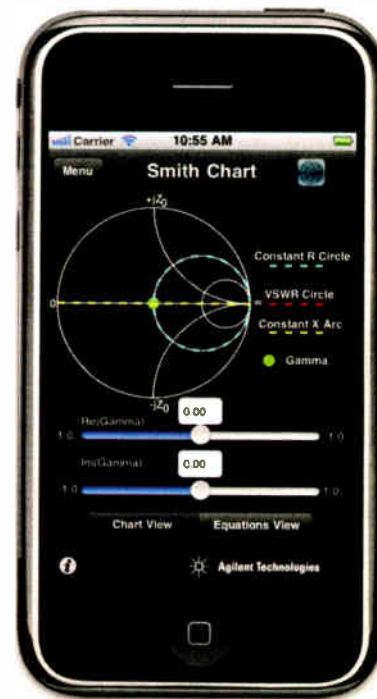 Carrier 10:55 AM
Menu Smith Chart
+jZ0
Constant R Circle
0 ∞ VSWR Circle
Constant X Arc
Gamma
-jZ0
Re(Gamma) 0.00
1.0 1.0
Im(Gamma) 0.00
1.0 1.0
Chart View Equations View
i Agilent Technologies